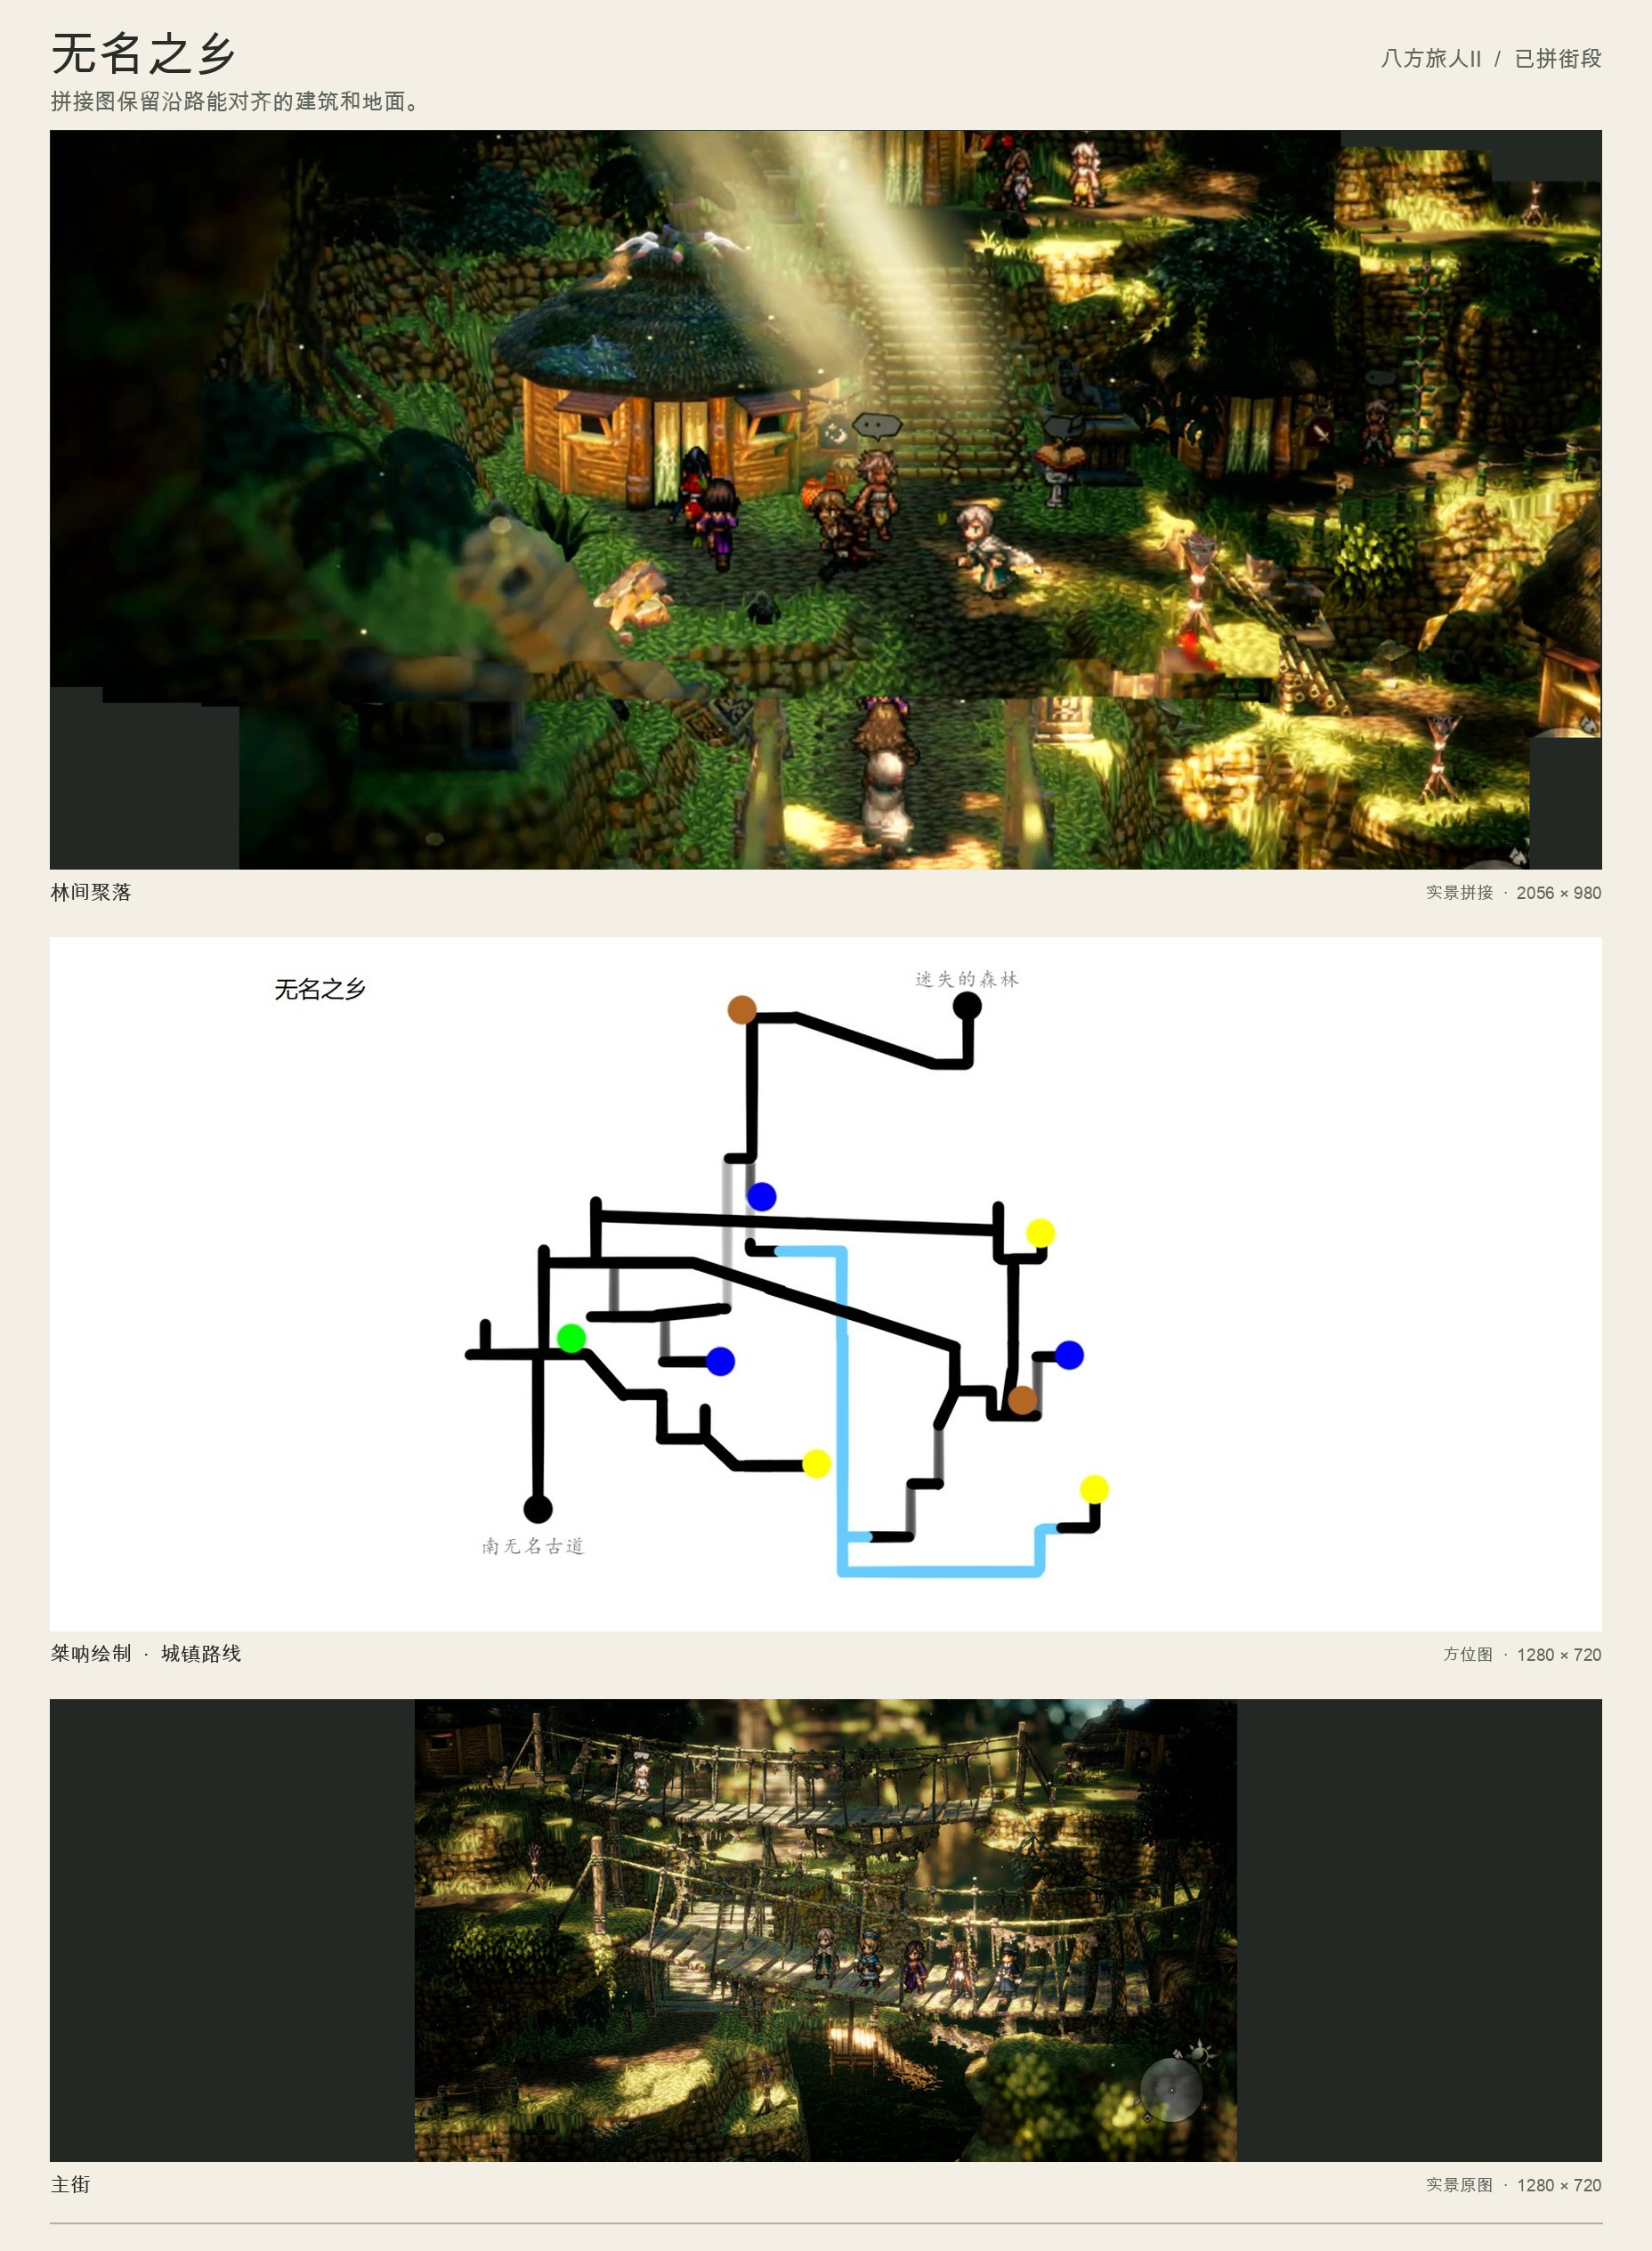 无名之乡
八方旅人II / 已拼街段
拼接图保留沿路能对齐的建筑和地面。
林间聚落
实景拼接 · 2056 × 980
无名之乡
迷失的森林
南无名古道
桀呐绘制 · 城镇路线
方位图 · 1280 × 720
主街
实景原图 · 1280 × 720